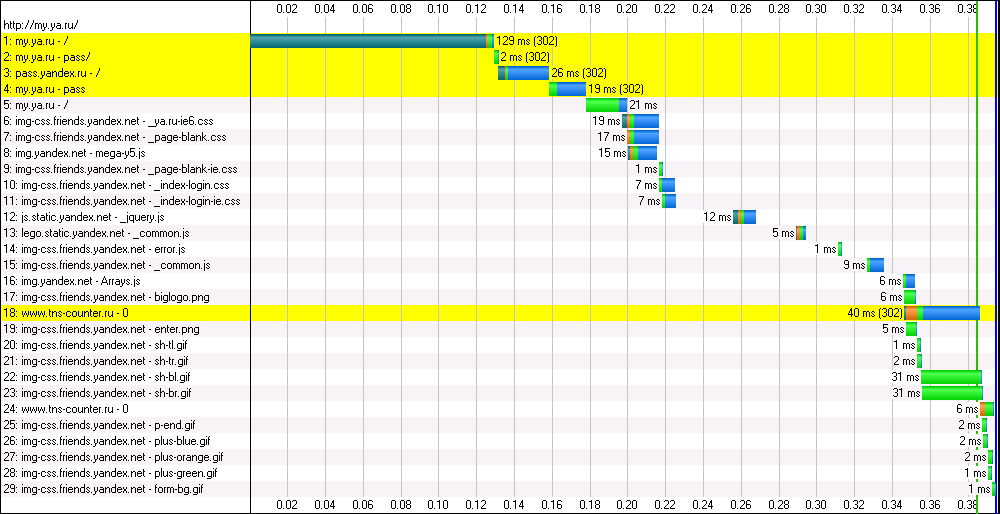 0.02 0.04 0.06 0.08 0.10 0.12 0.14 0.16 0.18 0.20 0.22 0.24 0.26 0.28 0.30 0.32 0.34 0.36 0.38
http://my.ya.ru/
1: my.ya.ru - / 129 ms (302)
2: my.ya.ru - pass/ 2 ms (302)
3: pass.yandex.ru - / 26 ms (302)
4: my.ya.ru - pass 19 ms (302)
5: my.ya.ru - / 21 ms
6: img-css.friends.yandex.net - _ya.ru-ie6.css 19 ms
7: img-css.friends.yandex.net - _page-blank.css 17 ms
8: img.yandex.net - mega-y5.js 15 ms
9: img-css.friends.yandex.net - _page-blank-ie.css 1 ms
10: img-css.friends.yandex.net - _index-login.css 7 ms
11: img-css.friends.yandex.net - _index-login-ie.css 7 ms
12: js.static.yandex.net - _jquery.js 12 ms
13: lego.static.yandex.net - _common.js 5 ms
14: img-css.friends.yandex.net - error.js 1 ms
15: img-css.friends.yandex.net - _common.js 9 ms
16: img.yandex.net - Arrays.js 6 ms
17: img-css.friends.yandex.net - biglogo.png 6 ms
18: www.tns-counter.ru - 0 40 ms (302)
19: img-css.friends.yandex.net - enter.png 5 ms
20: img-css.friends.yandex.net - sh-tl.gif 1 ms
21: img-css.friends.yandex.net - sh-tr.gif 2 ms
22: img-css.friends.yandex.net - sh-bl.gif 31 ms
23: img-css.friends.yandex.net - sh-br.gif 31 ms
24: www.tns-counter.ru - 0 6 ms
25: img-css.friends.yandex.net - p-end.gif 2 ms
26: img-css.friends.yandex.net - plus-blue.gif 2 ms
27: img-css.friends.yandex.net - plus-orange.gif 2 ms
28: img-css.friends.yandex.net - plus-green.gif 1 ms
29: img-css.friends.yandex.net - form-bg.gif 1 ms
0.02 0.04 0.06 0.08 0.10 0.12 0.14 0.16 0.18 0.20 0.22 0.24 0.26 0.28 0.30 0.32 0.34 0.36 0.38